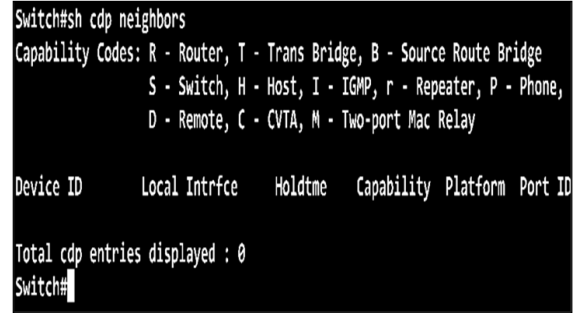 Switch#sh cdp neighbors
Capability Codes: R - Router, T - Trans Bridge, B - Source Route Bridge
S - Switch, H - Host, I - IGMP, r - Repeater, P - Phone,
D - Remote, C - CVTA, M - Two-port Mac Relay
Device ID Local Intrfce Holdtme Capability Platform Port ID
Total cdp entries displayed : 0
Switch#